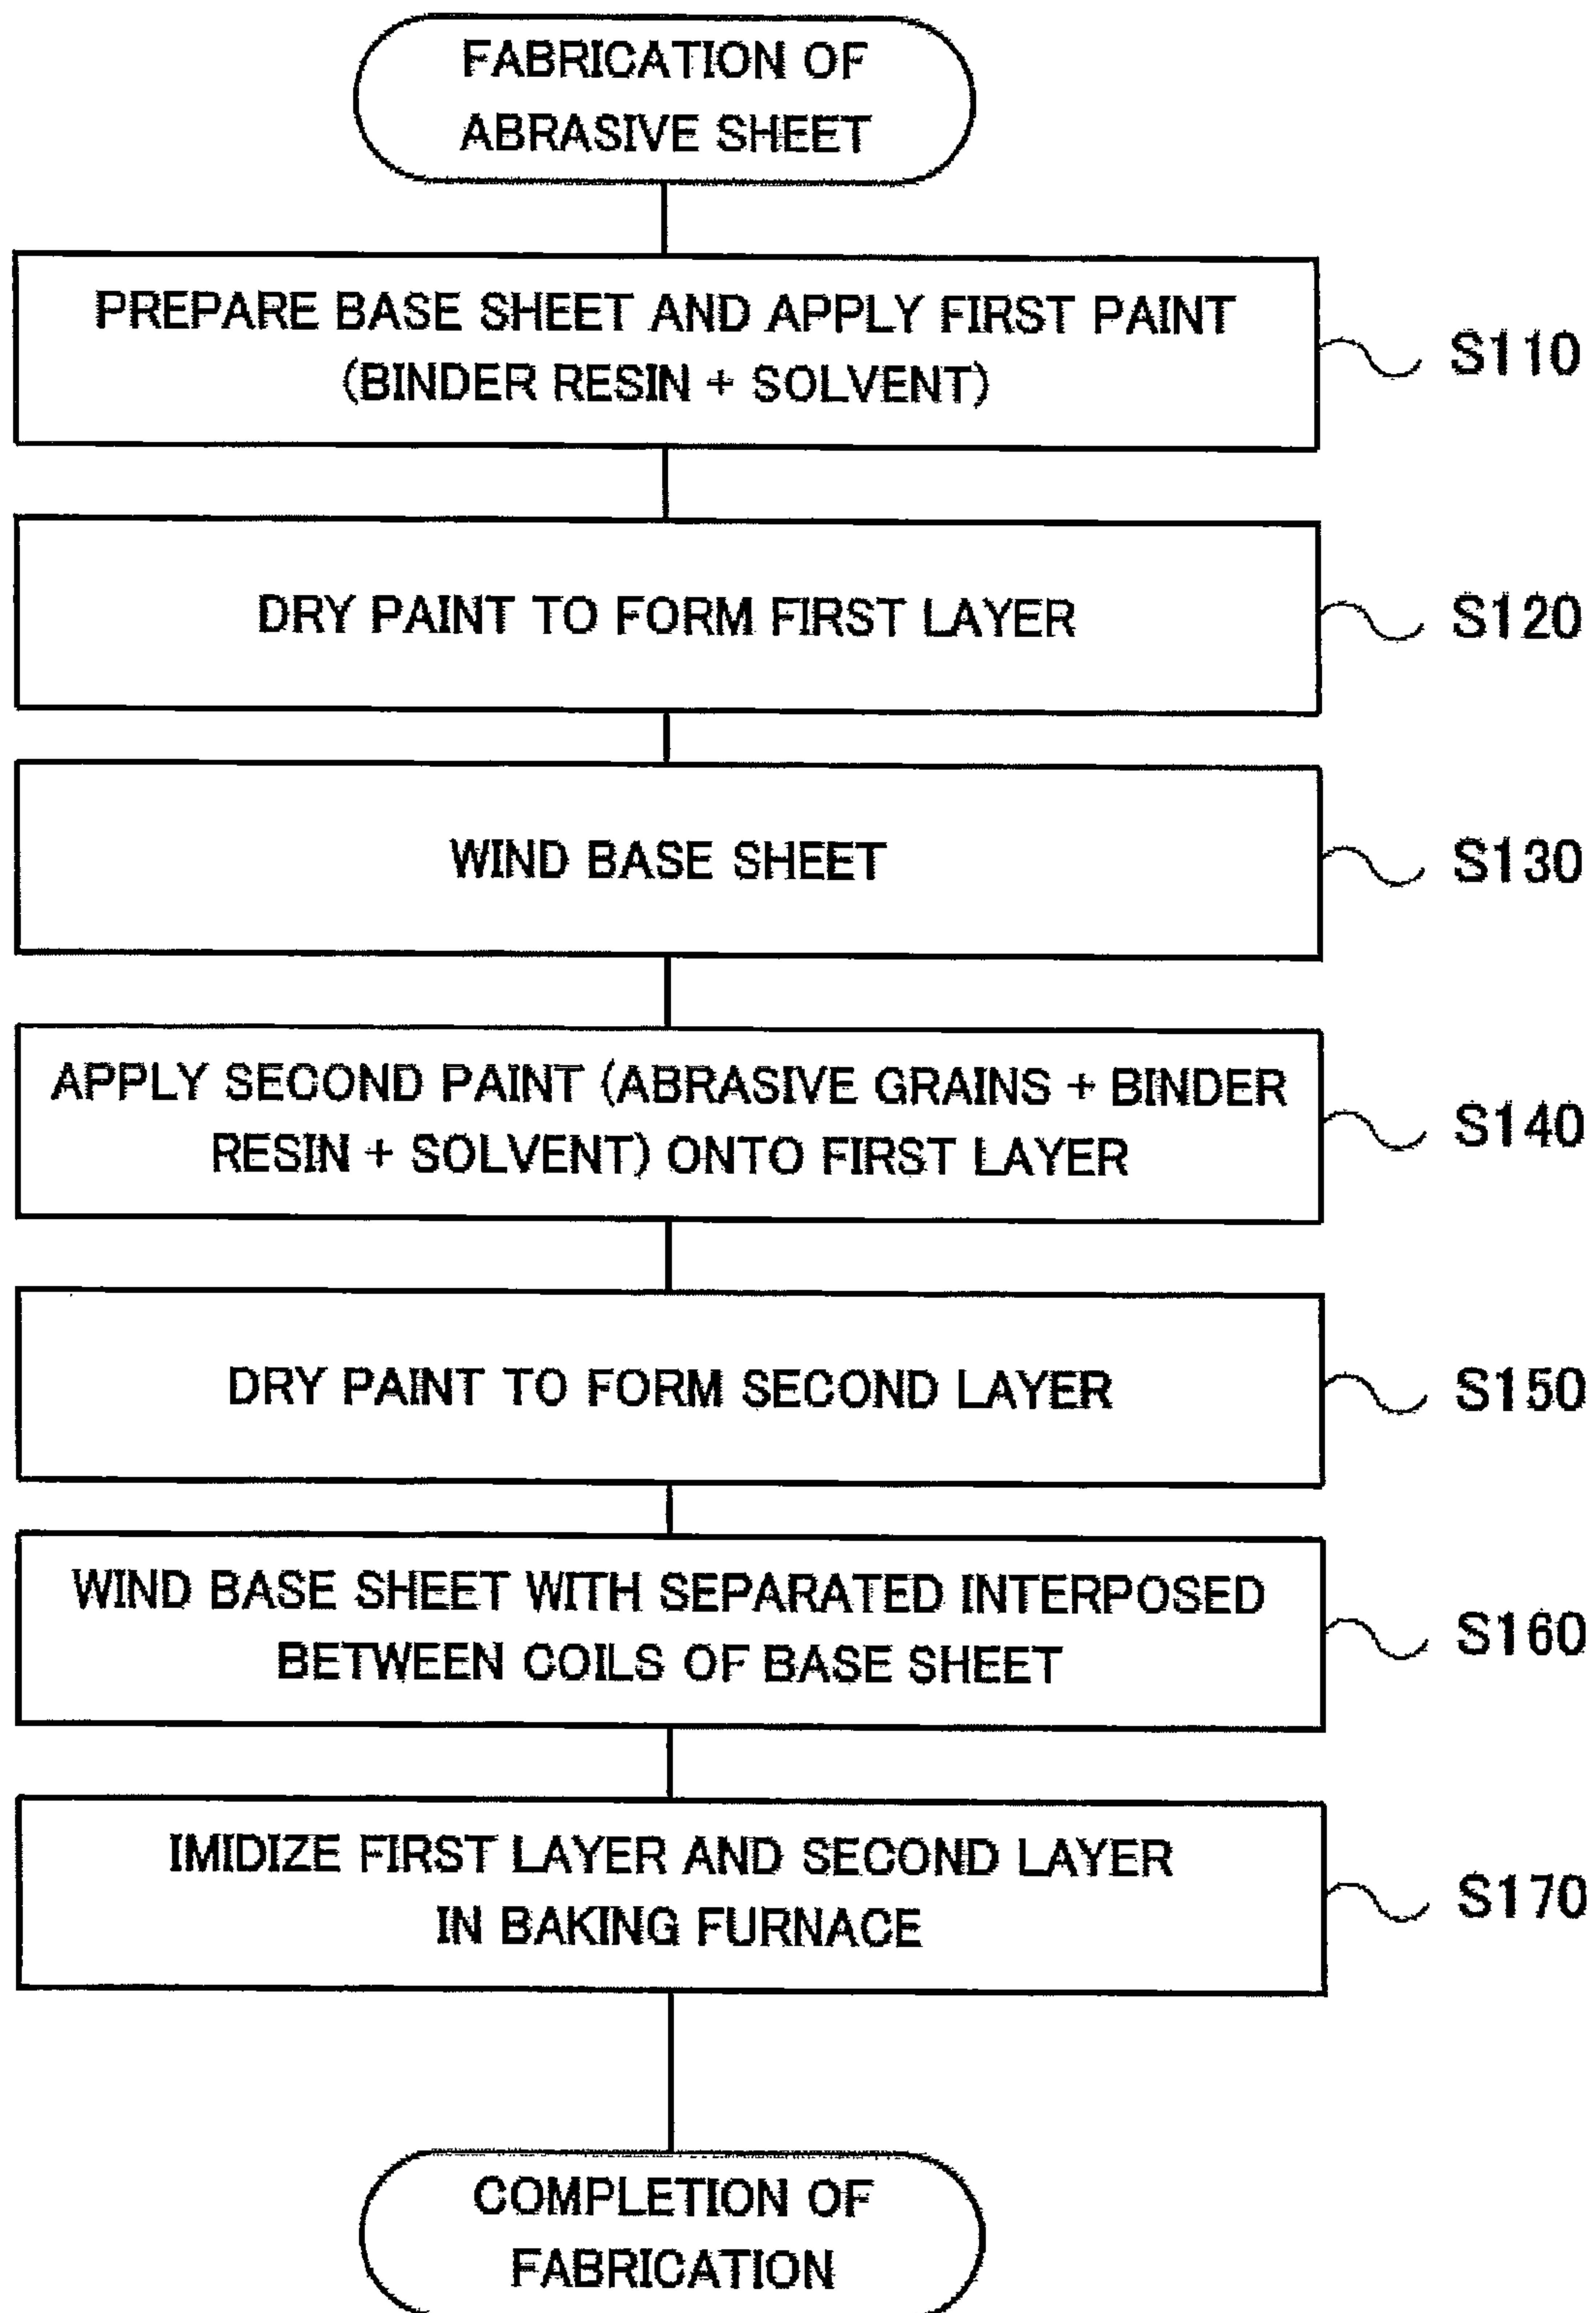 FABRICATION OF
ABRASIVE SHEET
PREPARE BASE SHEET AND APPLY FIRST PAINT
(BINDER RESIN + SOLVENT)
S110
DRY PAINT TO FORM FIRST LAYER
S120
WIND BASE SHEET
S130
APPLY SECOND PAINT (ABRASIVE GRAINS + BINDER
RESIN + SOLVENT) ONTO FIRST LAYER
S140
DRY PAINT TO FORM SECOND LAYER
S150
WIND BASE SHEET WITH SEPARATED INTERPOSED
BETWEEN COILS OF BASE SHEET
S160
IMIDIZE FIRST LAYER AND SECOND LAYER
IN BAKING FURNACE
S170
COMPLETION OF
FABRICATION